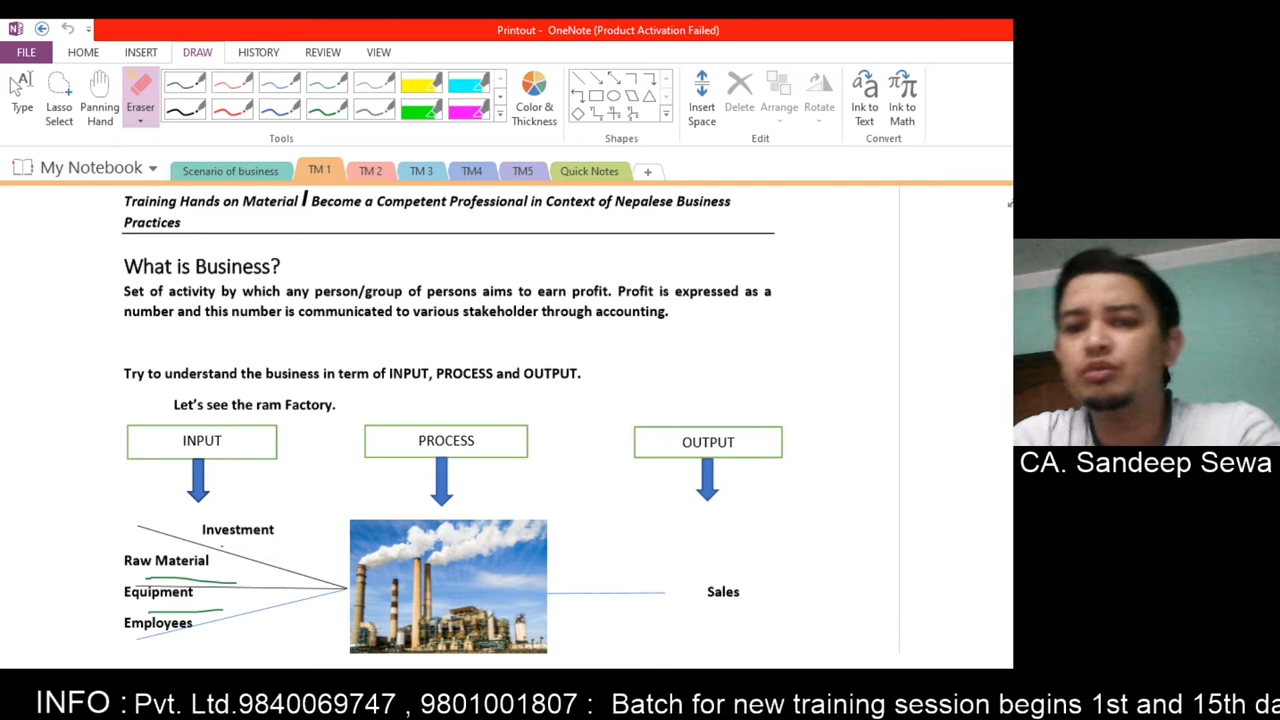 Printout - OneNote (Product Activation Failed)
FILE HOME INSERT DRAW HISTORY REVIEW VIEW
Type Lasso Select Panning Hand Eraser Color & Thickness Insert Space Delete Arrange Rotate Ink to Text Ink to Math
Tools Shapes Edit Convert
My Notebook Scenario of business TM 1 TM 2 TM 3 TM4 TM5 Quick Notes
Training Hands on Material / Become a Competent Professional in Context of Nepalese Business
Practices
What is Business?
Set of activity by which any person/group of persons aims to earn profit. Profit is expressed as a
number and this number is communicated to various stakeholder through accounting.
Try to understand the business in term of INPUT, PROCESS and OUTPUT.
Let's see the ram Factory.
INPUT PROCESS OUTPUT
Investment
Raw Material
Equipment Sales
Employees
CA. Sandeep Sewa
INFO : Pvt. Ltd.9840069747 , 9801001807 : Batch for new training session begins 1st and 15th da